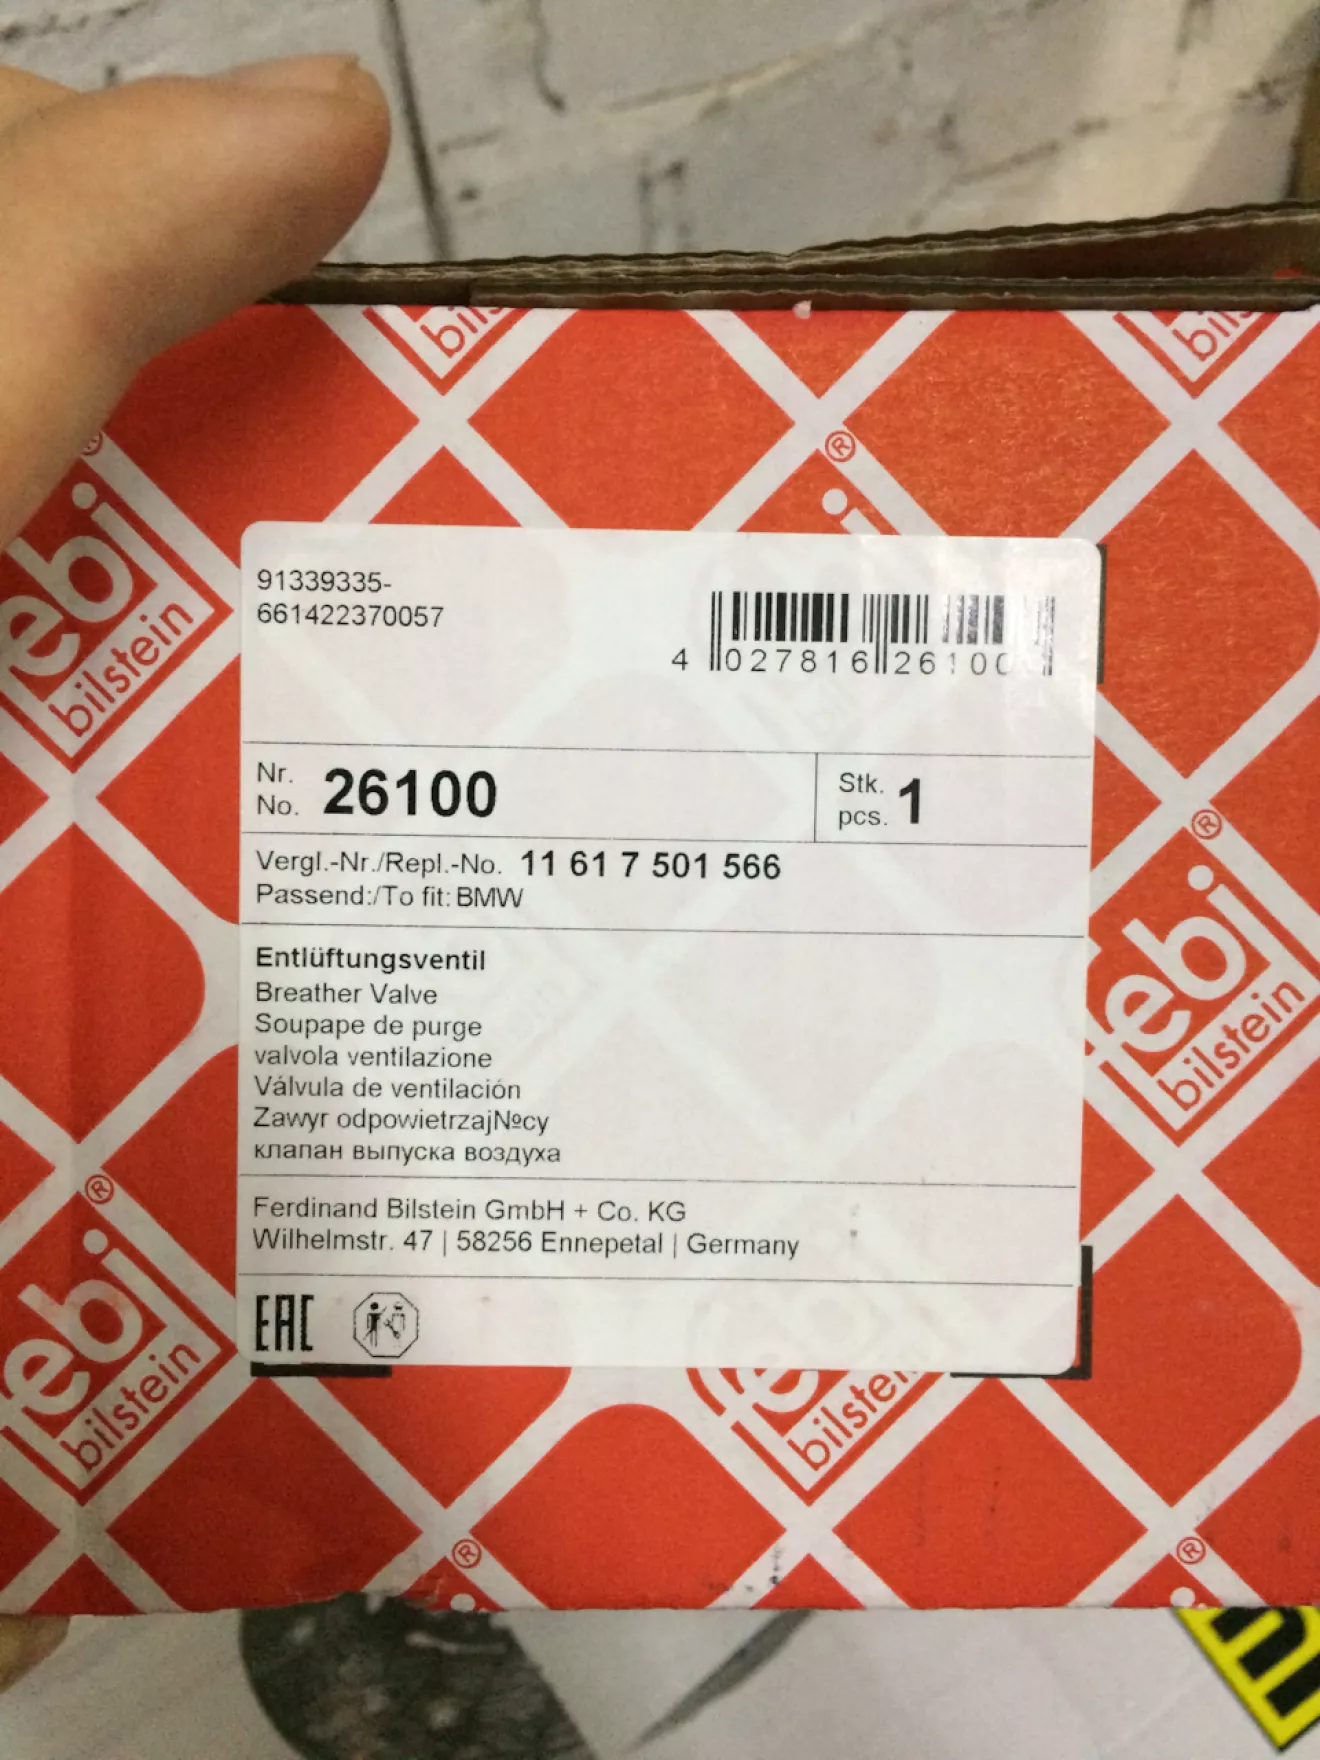 bils
bils
®
®
febi
bilstein
91339335-
661422370057
4 027816 26100
Nr.
No. 26100
Stk.
pcs. 1
Vergl.-Nr./Repl.-No. 11 61 7 501 566
Passend:/To fit: BMW
®
febi
bilstein
Entlüftungsventil
Breather Valve
Soupape de purge
valvola ventilazione
Válvula de ventilación
Zawyr odpowietrzaj№cy
клапан выпуска воздуха
®
febi
bilstein
Ferdinand Bilstein GmbH + Co. KG
Wilhelmstr. 47 | 58256 Ennepetal | Germany
EAC
bilstein
®
®